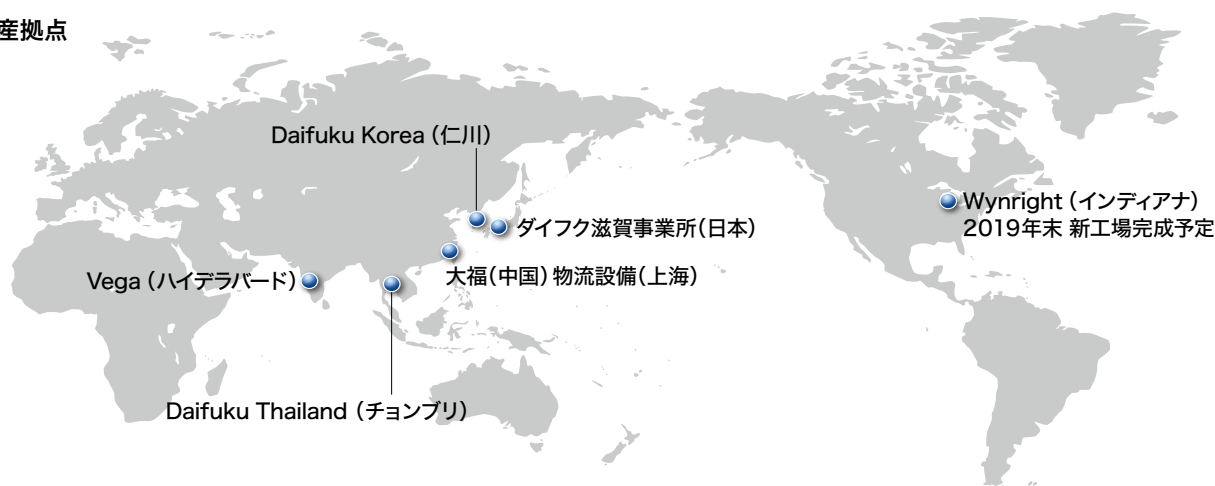 産拠点
Daifuku Korea（仁川）
Wynright（インディアナ）
2019年末 新工場完成予定
ダイフク滋賀事業所（日本）
大福（中国）物流設備（上海）
Vega（ハイデラバード）
Daifuku Thailand（チョンブリ）